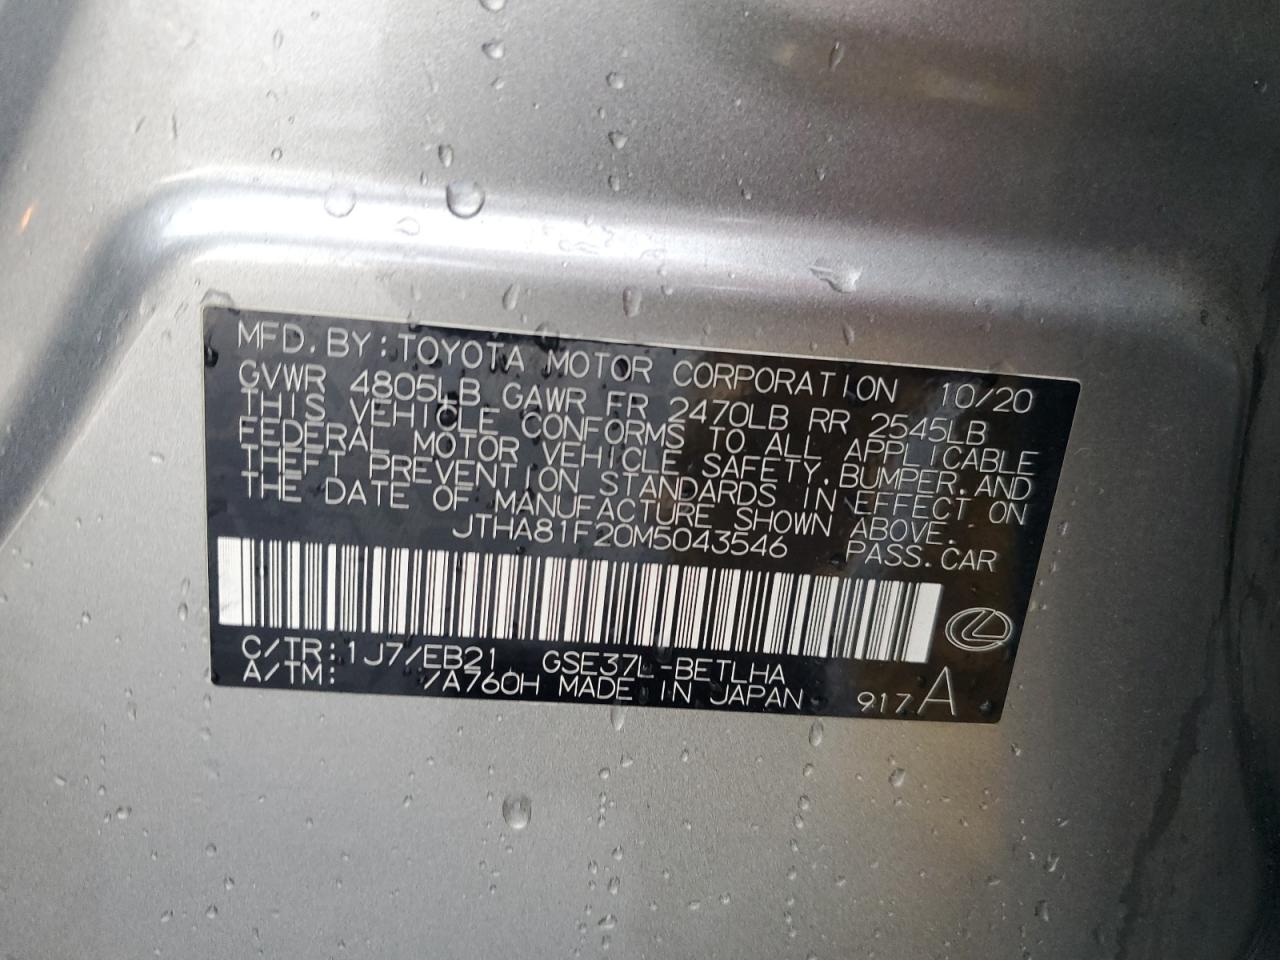 MFD. BY: TOYOTA MOTOR CORPORATION 10/20
GVWR 4805LB GAWR FR 2470LB RR 2545LB
THIS VEHICLE CONFORMS TO ALL APPLICABLE
FEDERAL MOTOR VEHICLE SAFETY, BUMPER, AND
THEFT PREVENTION STANDARDS IN EFFECT ON
THE DATE OF MANUFACTURE SHOWN ABOVE.
JTHA81F20M5043546 PASS. CAR
C/TR: 1J7/EB21 GSE37L-BETLHA
A/TM: /A760H MADE IN JAPAN 917 A